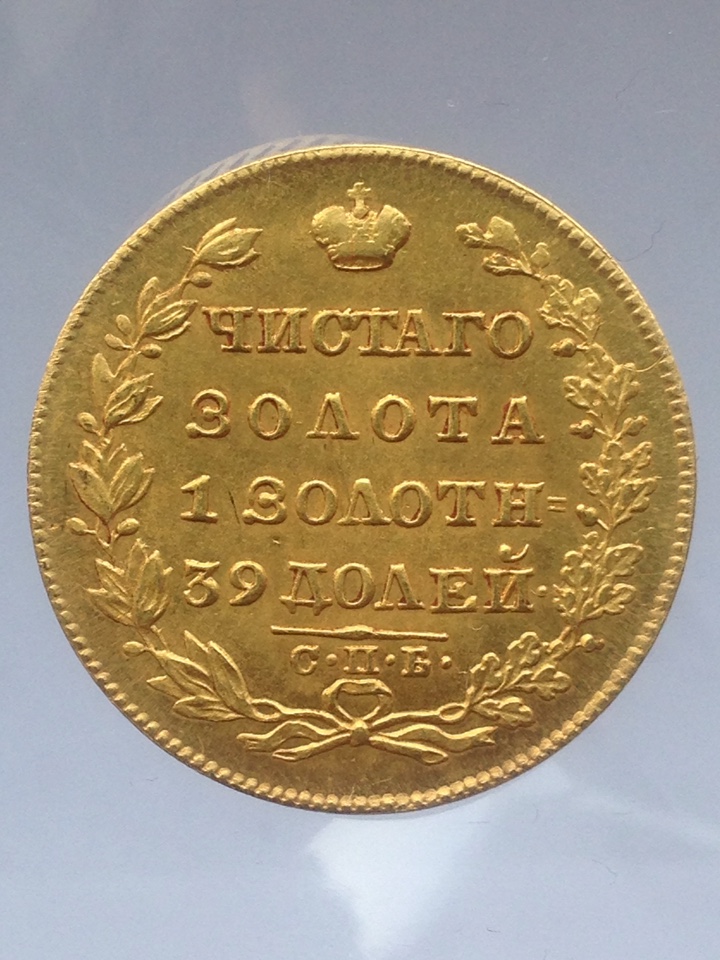 ЧИСТАГО
ЗОЛОТА
1 ЗОЛОТН=
39 ДОЛЕЙ·
С·П·Б·